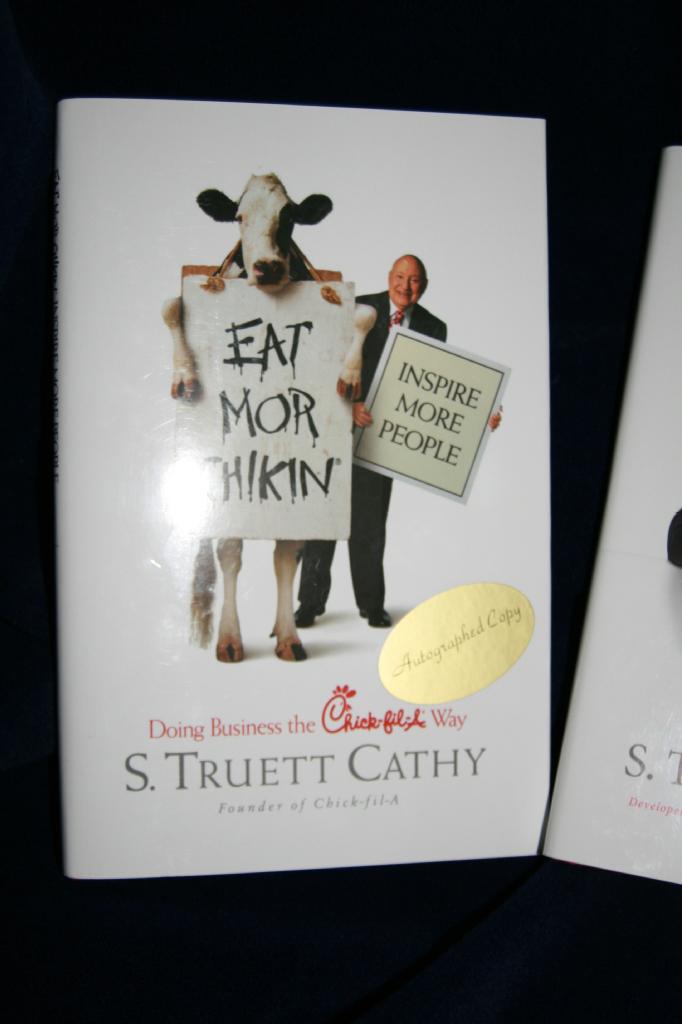 EAT
MOR
CHIKIN®
INSPIRE
MORE
PEOPLE
Autographed Copy
Doing Business the Chick-fil-A Way
S. TRUETT CATHY
Founder of Chick-fil-A
S. T